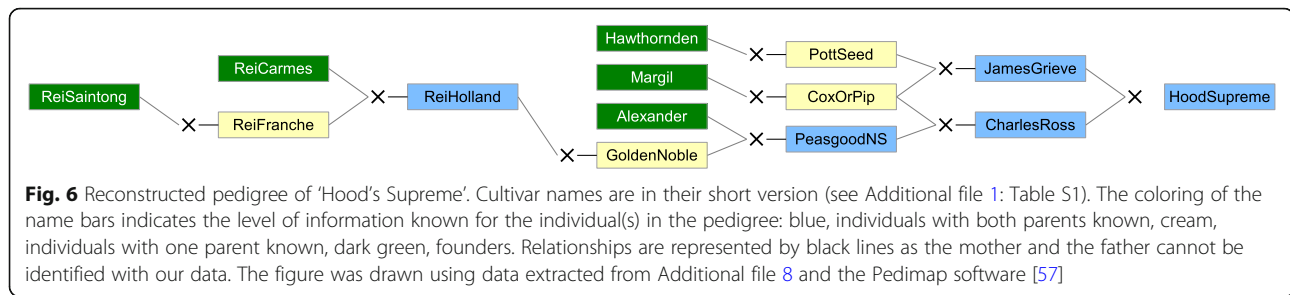 Hawthornden
PottSeed
ReiCarmes
JamesGrieve
Margil
CoxOrPip
ReiSaintong
ReiHolland
HoodSupreme
Alexander
ReiFranche
PeasgoodNS
CharlesRoss
GoldenNoble
Fig. 6 Reconstructed pedigree of ‘Hood’s Supreme’. Cultivar names are in their short version (see Additional file 1: Table S1). The coloring of the
name bars indicates the level of information known for the individual(s) in the pedigree: blue, individuals with both parents known, cream,
individuals with one parent known, dark green, founders. Relationships are represented by black lines as the mother and the father cannot be
identified with our data. The figure was drawn using data extracted from Additional file 8 and the Pedimap software [57]